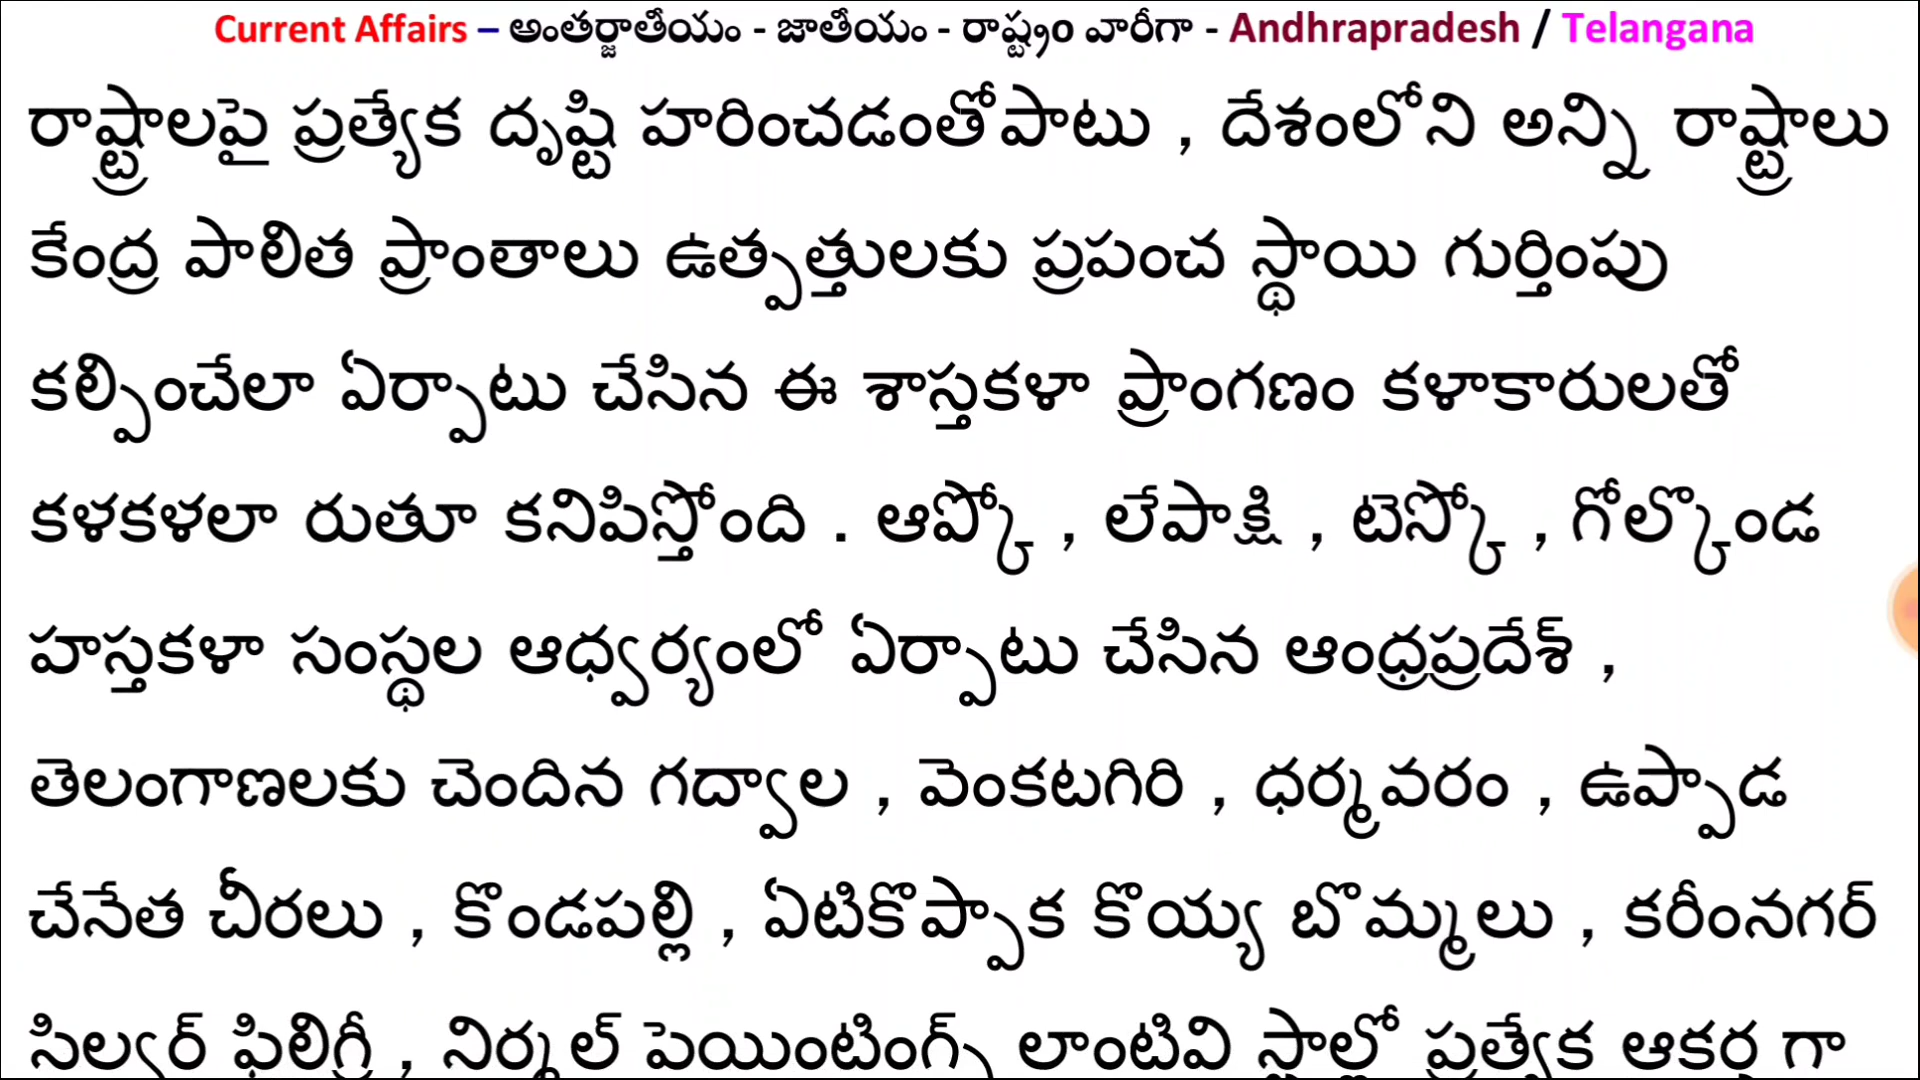 Current Affairs – అంతర్జాతీయం - జాతీయం - రాష్ట్రం వారీగా - Andhrapradesh / Telangana
రాష్ట్రాలపై ప్రత్యేక దృష్టి హరించడంతోపాటు , దేశంలోని అన్ని రాష్ట్రాలు
కేంద్ర పాలిత ప్రాంతాలు ఉత్పత్తులకు ప్రపంచ స్థాయి గుర్తింపు
కల్పించేలా ఏర్పాటు చేసిన ఈ శాస్తకళా ప్రాంగణం కళాకారులతో
కళకళలా రుతూ కనిపిస్తోంది . ఆప్కో , లేపాక్షి , టెస్కో , గోల్కొండ
హస్తకళా సంస్థల ఆధ్వర్యంలో ఏర్పాటు చేసిన ఆంధ్రప్రదేశ్ ,
తెలంగాణలకు చెందిన గద్వాల , వెంకటగిరి , ధర్మవరం , ఉప్పాడ
చేనేత చీరలు , కొండపల్లి , ఏటికొప్పాక కొయ్య బొమ్మలు , కరీంనగర్
సిల్వర్ ఫిలిగ్రీ , నిర్మల్ పెయింటింగ్స్ లాంటివి స్టాల్లో ప్రత్యేక ఆకర్ష గా